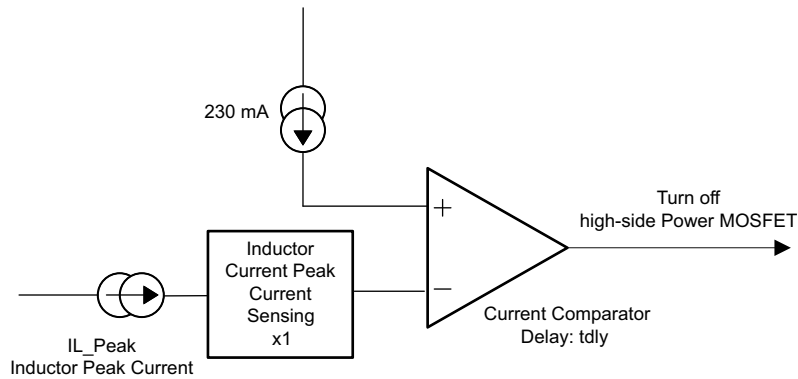 230 mA
+
−
Turn off
high-side Power MOSFET
Inductor
Current Peak
Current
Sensing
x1
IL_Peak
Inductor Peak Current
Current Comparator
Delay: tdly